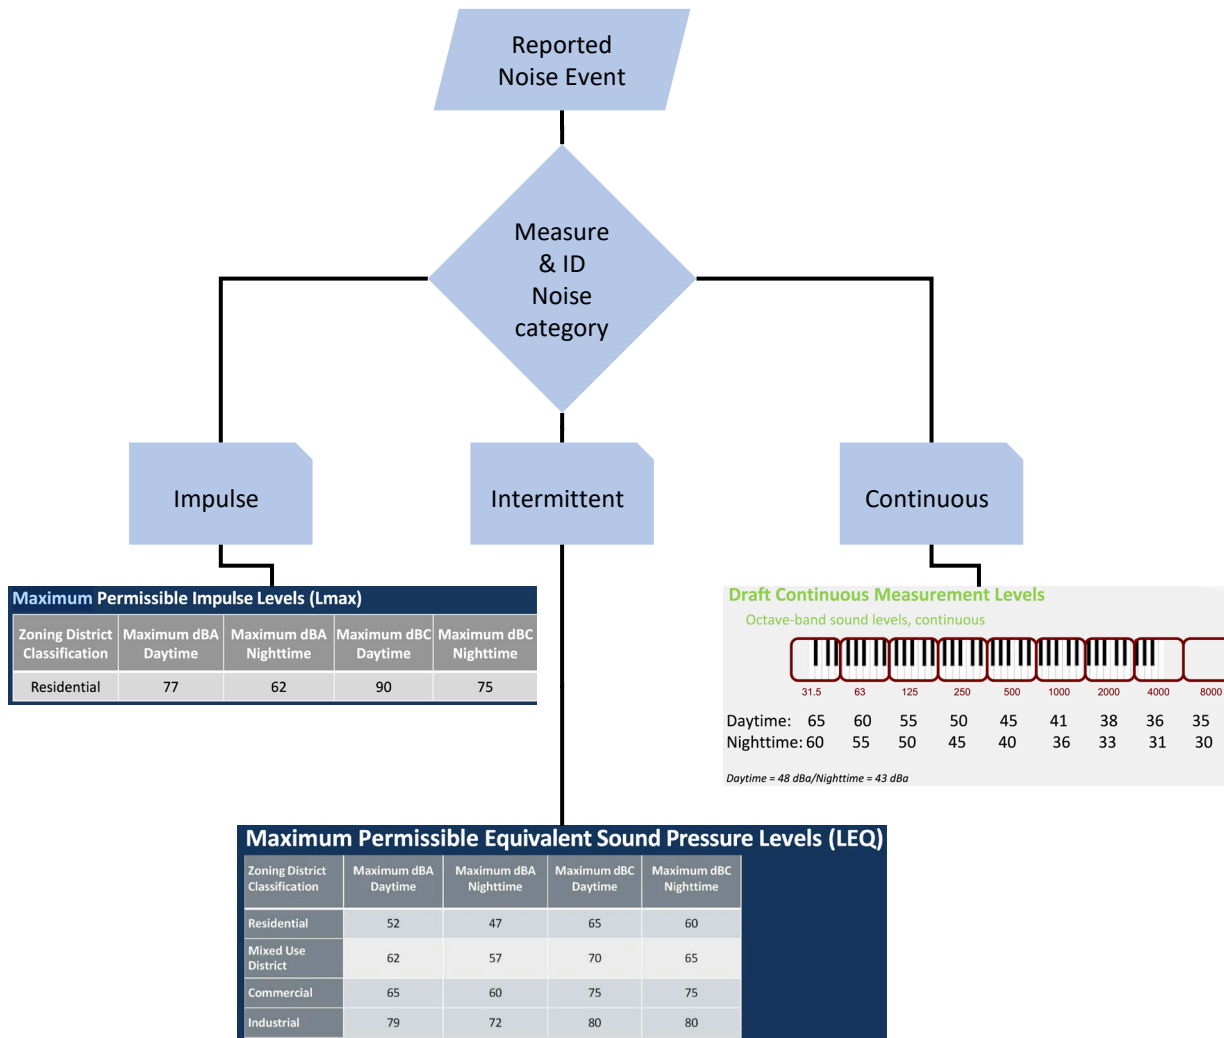 Reported
Noise Event
Measure
& ID
Noise
category
Impulse
Intermittent
Continuous
Maximum Permissible Impulse Levels (Lmax)
Zoning District Classification Maximum dBA Daytime Maximum dBA Nighttime Maximum dBC Daytime Maximum dBC Nighttime
Residential 77 62 90 75
Draft Continuous Measurement Levels
Octave-band sound levels, continuous
31.5 63 125 250 500 1000 2000 4000 8000
Daytime: 65 60 55 50 45 41 38 36 35
Nighttime: 60 55 50 45 40 36 33 31 30
Daytime = 48 dBa/Nighttime = 43 dBa
Maximum Permissible Equivalent Sound Pressure Levels (LEQ)
Zoning District Classification Maximum dBA Daytime Maximum dBA Nighttime Maximum dBC Daytime Maximum dBC Nighttime
Residential 52 47 65 60
Mixed Use District 62 57 70 65
Commercial 65 60 75 75
Industrial 79 72 80 80